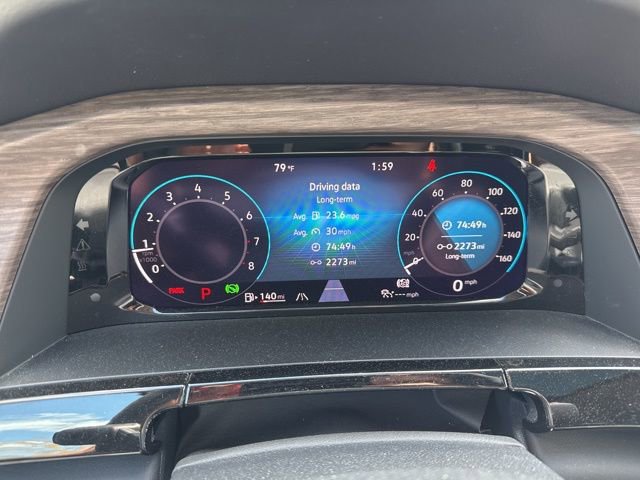 79 °F
1:59
Driving data
Long-term
Avg. 23.6 mpg
Avg. 30 mph
74:49 h
2273 mi
1
2
3
4
5
6
7
8
x1000
0
20
40
60
80
100
120
140
160
74:49 h
2273 mi
Long-term
0 mph
PARK
P
140 mi
--- mph